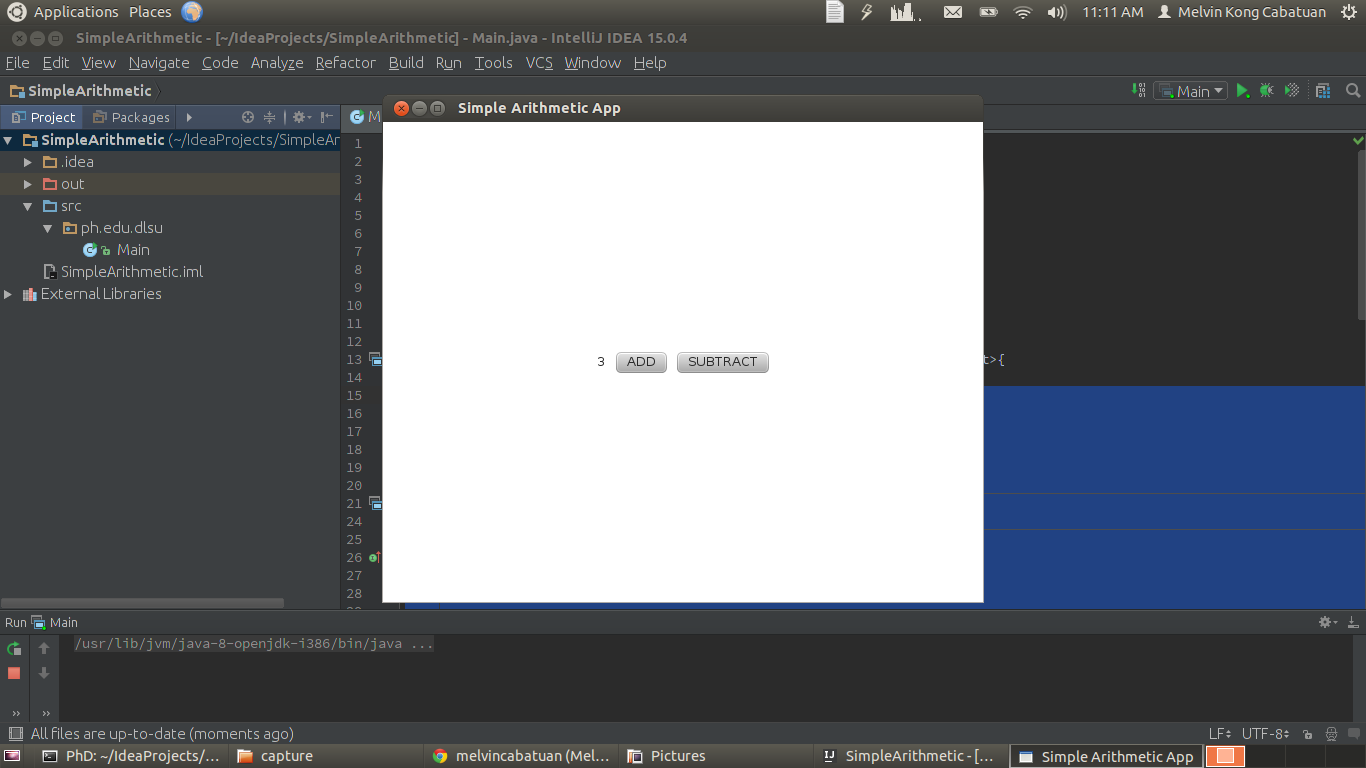 Applications Places 11:11 AM Melvin Kong Cabatuan
SimpleArithmetic - [~/IdeaProjects/SimpleArithmetic] - Main.java - IntelliJ IDEA 15.0.4
File Edit View Navigate Code Analyze Refactor Build Run Tools VCS Window Help
SimpleArithmetic Main
Project Packages
Simple Arithmetic App
SimpleArithmetic (~/IdeaProjects/SimpleAr
.idea
out
src
ph.edu.dlsu
Main
SimpleArithmetic.iml
External Libraries
1
2
3
4
5
6
7
8
9
10
11
12
13 t>{
14
15
16
17
18
19
20
21
24
25
26
27
28
3 ADD SUBTRACT
Run Main
/usr/lib/jvm/java-8-openjdk-i386/bin/java ...
All files are up-to-date (moments ago) LF UTF-8
PhD: ~/IdeaProjects/... capture melvincabatuan (Mel... Pictures SimpleArithmetic - [... Simple Arithmetic App